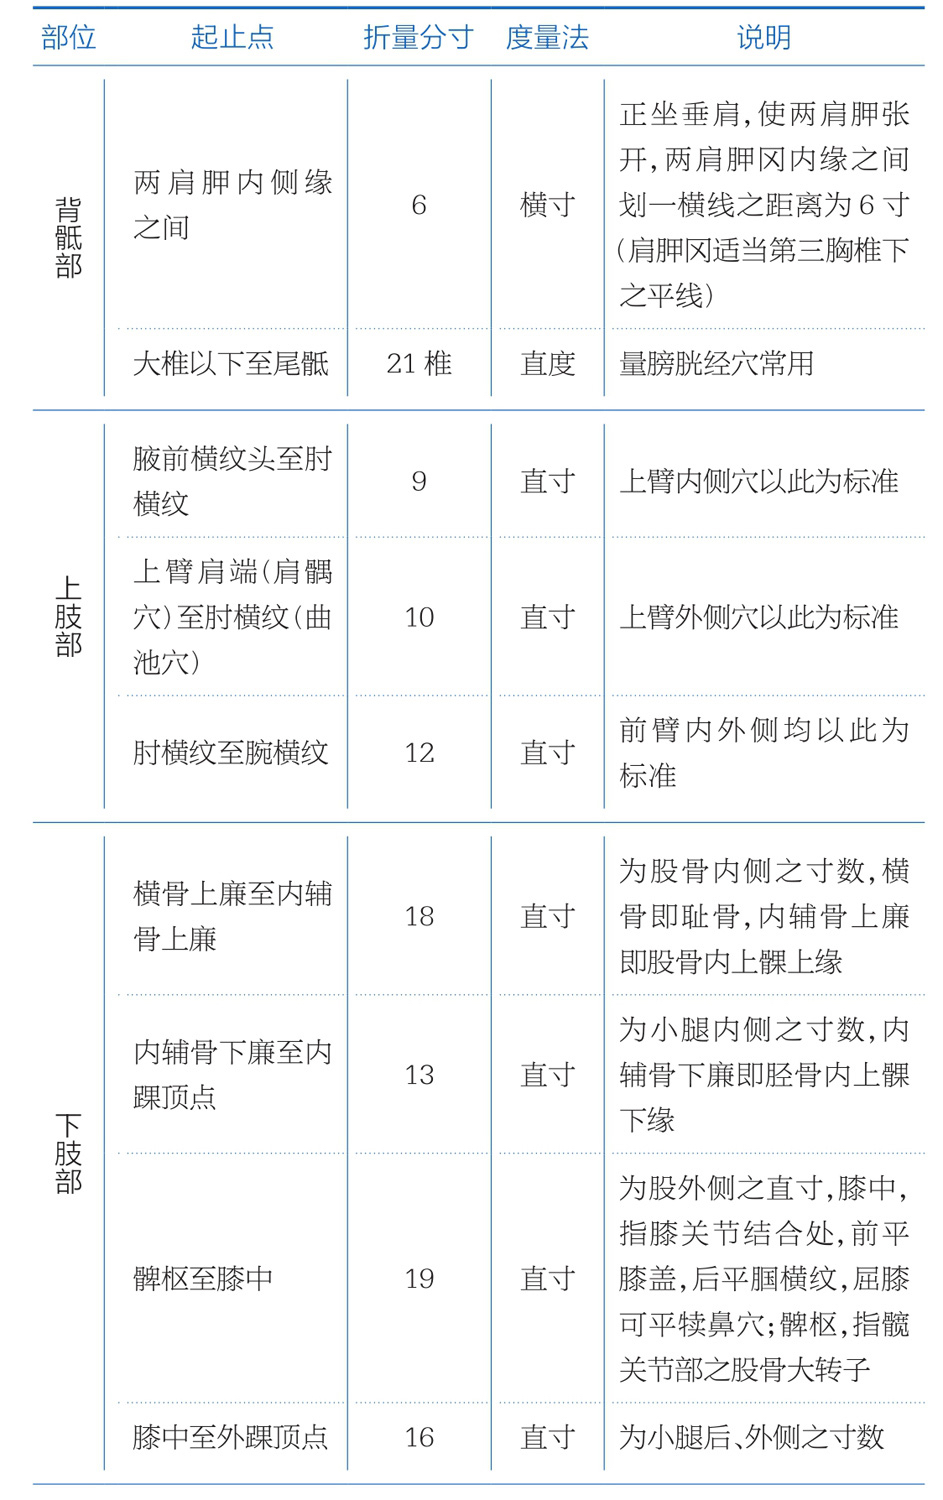 部位 起止点 折量分寸 度量法 说明
背骶部
两肩胛内侧缘
之间
6
横寸
正坐垂肩,使两肩胛张
开,两肩胛冈内缘之间
划一横线之距离为6寸
(肩胛冈适当第三胸椎下
之平线)
大椎以下至尾骶
21椎
直度
量膀胱经穴常用
上肢部
腋前横纹头至肘
横纹
9
直寸
上臂内侧穴以此为标准
上臂肩端(肩髃
穴)至肘横纹(曲
池穴)
10
直寸
上臂外侧穴以此为标准
肘横纹至腕横纹
12
直寸
前臂内外侧均以此为
标准
下肢部
横骨上廉至内辅
骨上廉
18
直寸
为股骨内侧之寸数,横
骨即耻骨,内辅骨上廉
即股骨内上髁上缘
内辅骨下廉至内
踝顶点
13
直寸
为小腿内侧之寸数,内
辅骨下廉即胫骨内上髁
下缘
髀枢至膝中
19
直寸
为股外侧之直寸,膝中,
指膝关节结合处,前平
膝盖,后平腘横纹,屈膝
可平犊鼻穴;髀枢,指髋
关节部之股骨大转子
膝中至外踝顶点
16
直寸
为小腿后、外侧之寸数